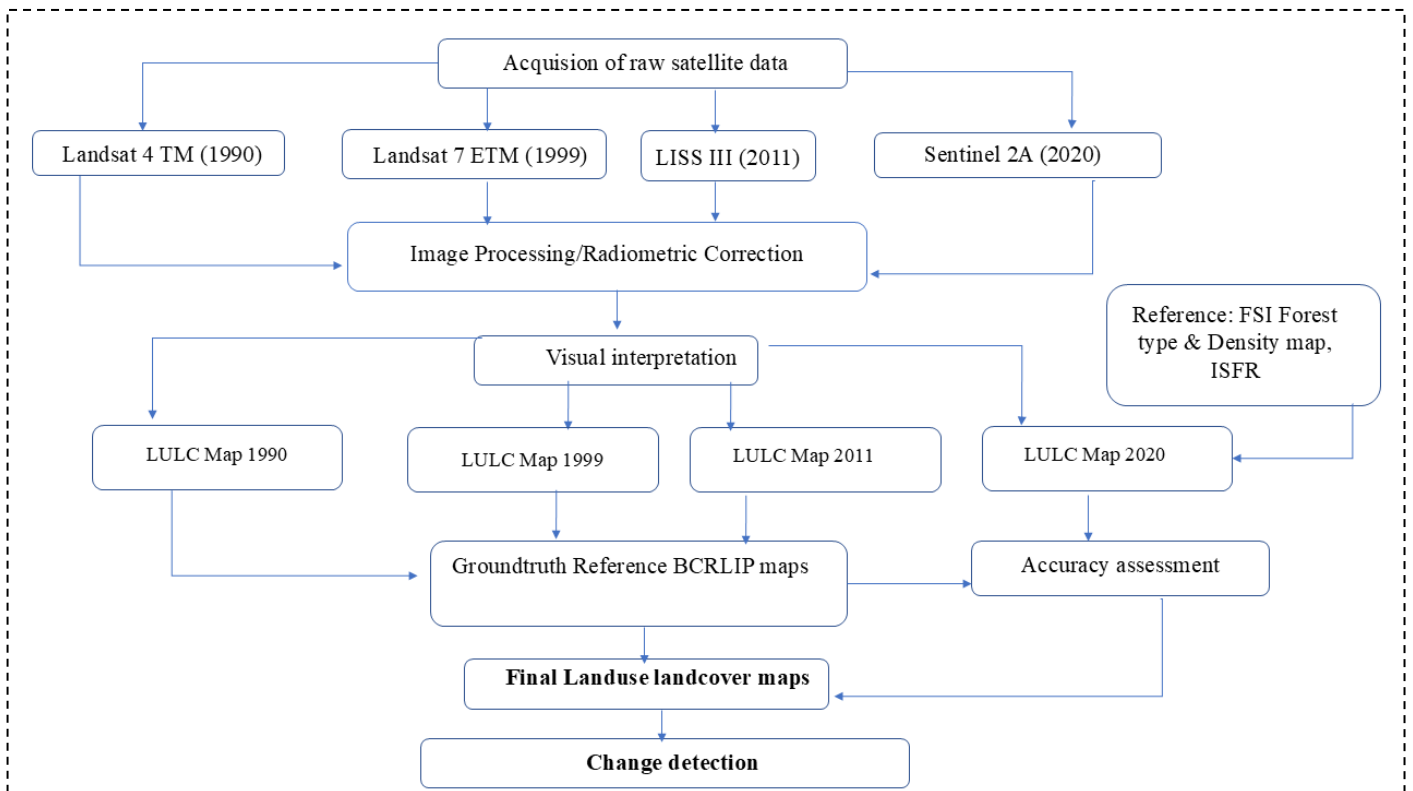 Acquision of raw satellite data
Landsat 4 TM (1990)
Landsat 7 ETM (1999)
LISS III (2011)
Sentinel 2A (2020)
Image Processing/Radiometric Correction
Reference: FSI Forest
type & Density map,
ISFR
Visual interpretation
LULC Map 1990
LULC Map 1999
LULC Map 2011
LULC Map 2020
Groundtruth Reference BCRLIP maps
Accuracy assessment
Final Landuse landcover maps
Change detection